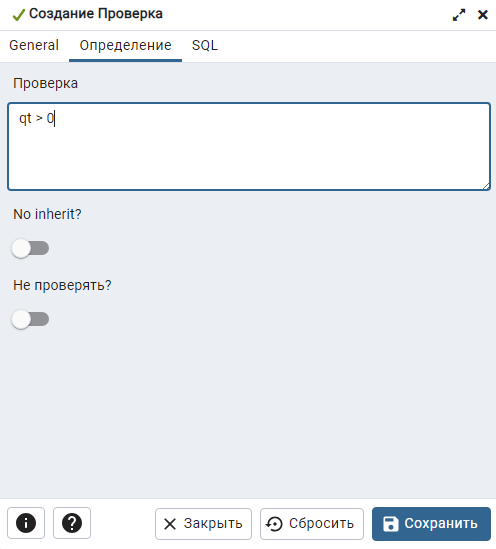 Создание Проверка
General Определение SQL
Проверка
qt > 0
No inherit?
Не проверять?
Закрыть Сбросить Сохранить